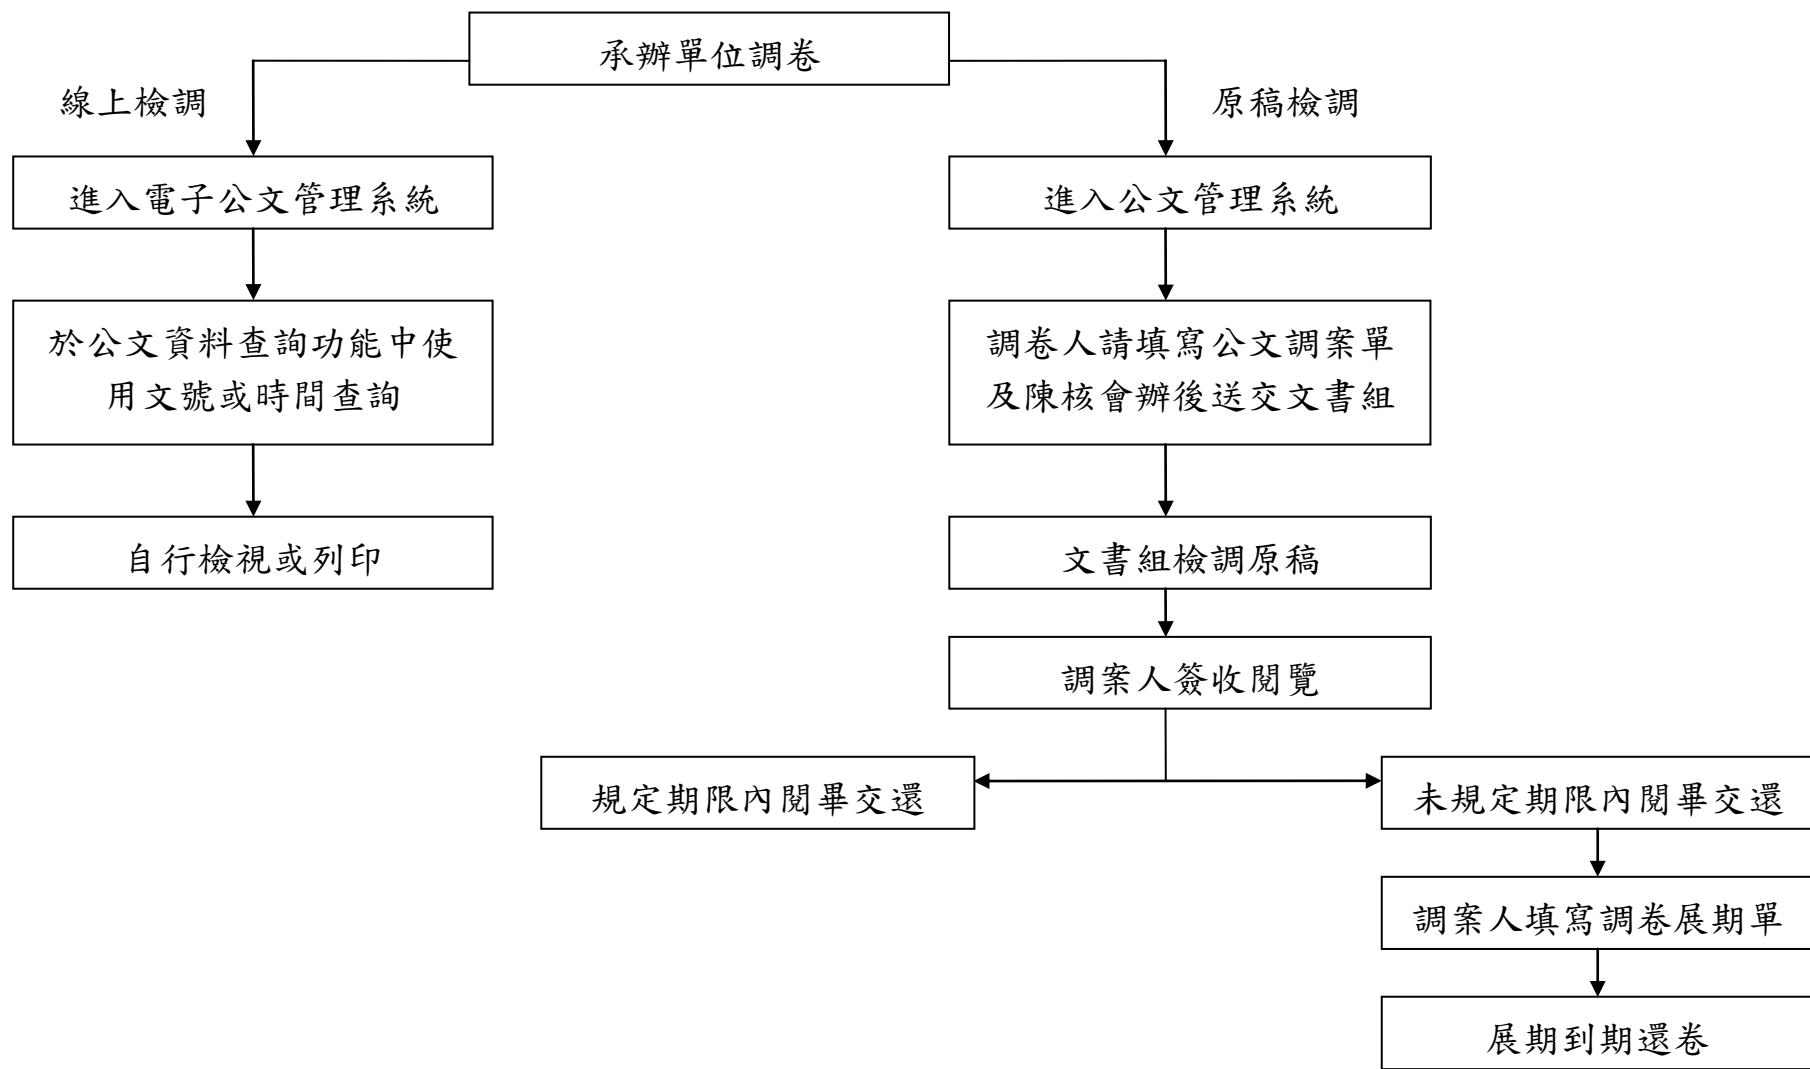 承辦單位調卷
線上檢調
原稿檢調
進入電子公文管理系統
進入公文管理系統
於公文資料查詢功能中使
用文號或時間查詢
調卷人請填寫公文調案單
及陳核會辦後送交文書組
自行檢視或列印
文書組檢調原稿
調案人簽收閱覽
規定期限內閱畢交還
未規定期限內閱畢交還
調案人填寫調卷展期單
展期到期還卷